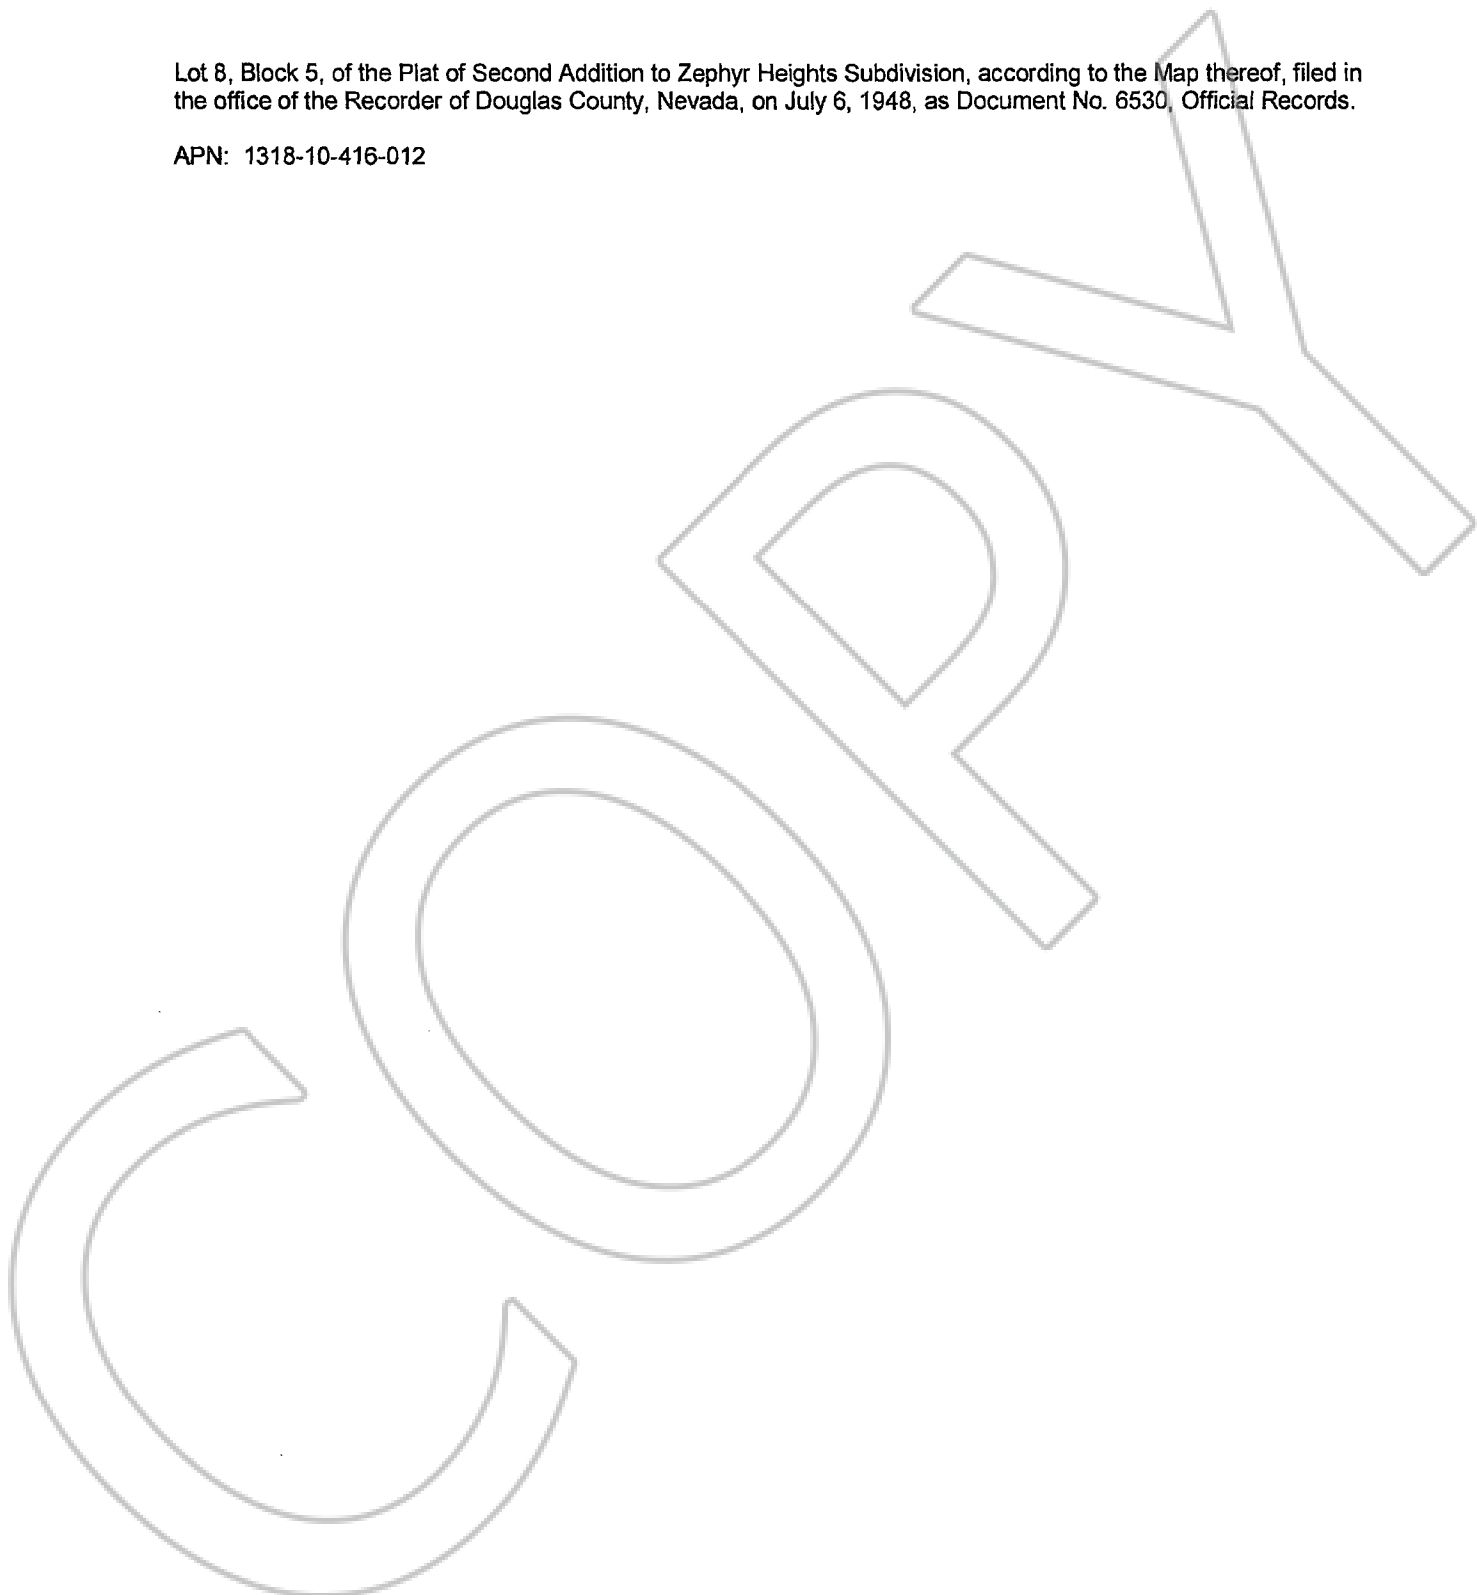 Lot 8, Block 5, of the Plat of Second Addition to Zephyr Heights Subdivision, according to the Map thereof, filed in
the office of the Recorder of Douglas County, Nevada, on July 6, 1948, as Document No. 6530, Official Records.
APN: 1318-10-416-012
COPY